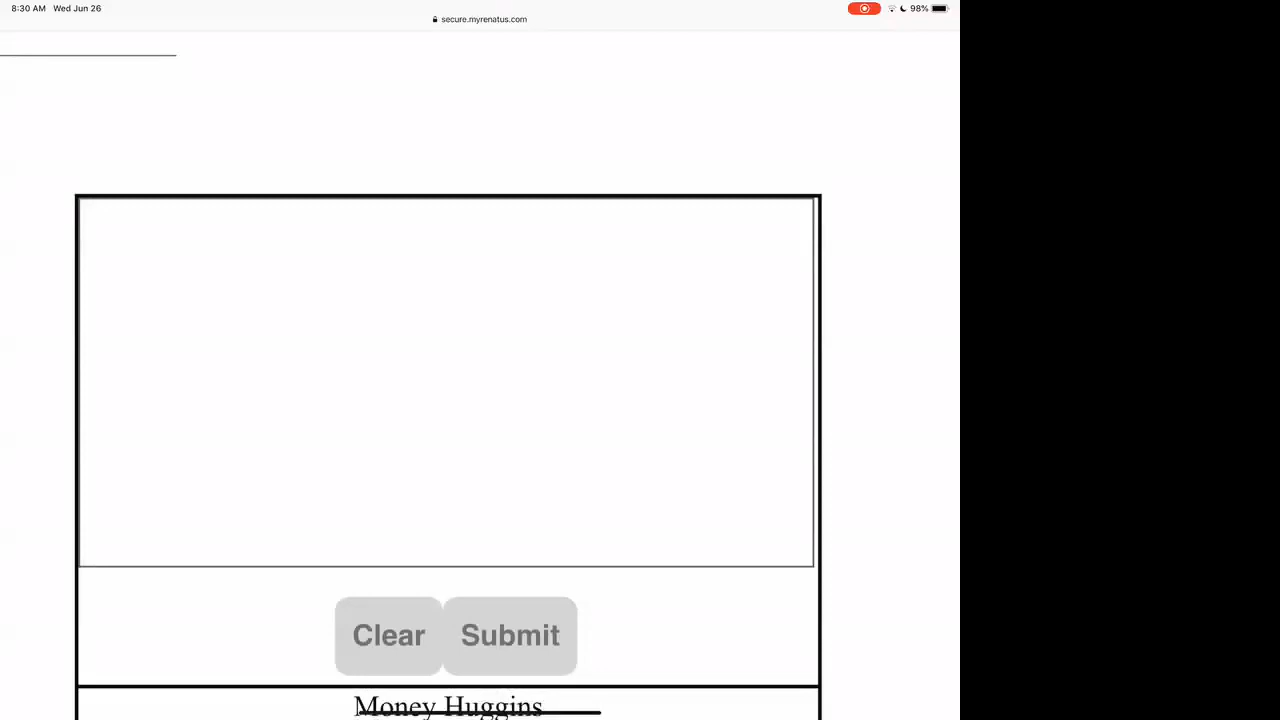 8:30 AM Wed Jun 26
98%
secure.myrenatus.com
Clear Submit
Money Huggins